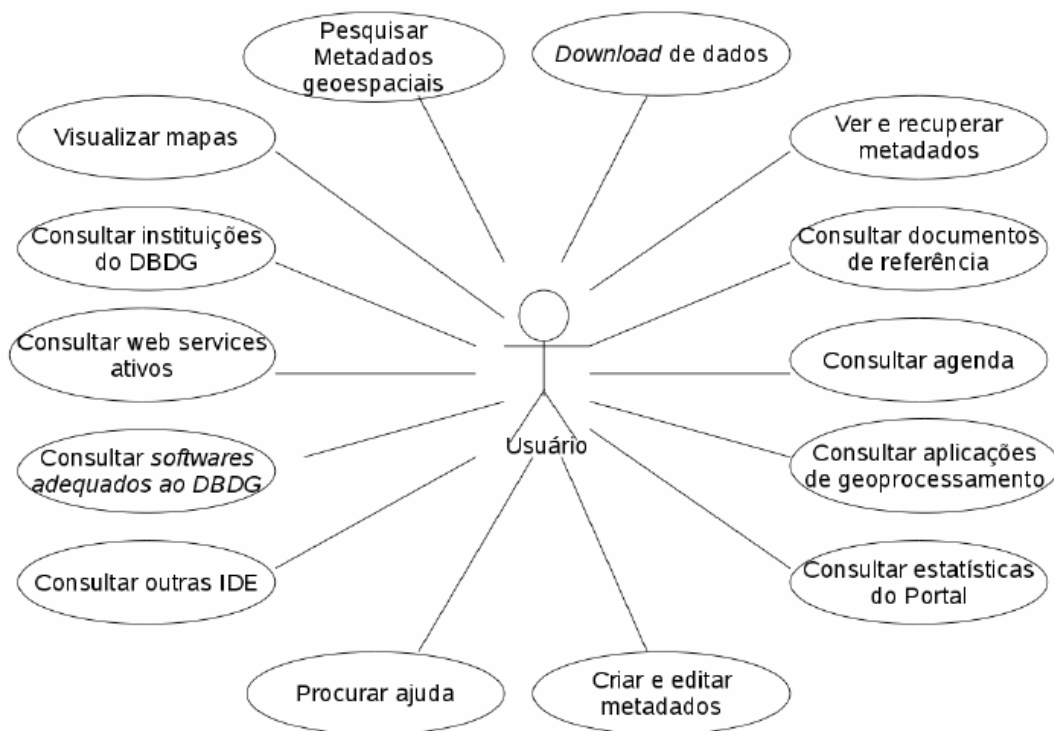 Pesquisar
Metadados
geoespaciais
Download de dados
Visualizar mapas
Ver e recuperar
metadados
Consultar instituições
do DBDG
Consultar documentos
de referência
Consultar web services
ativos
Consultar agenda
Usuário
Consultar softwares
adequados ao DBDG
Consultar aplicações
de geoprocessamento
Consultar outras IDE
Consultar estatísticas
do Portal
Procurar ajuda
Criar e editar
metadados